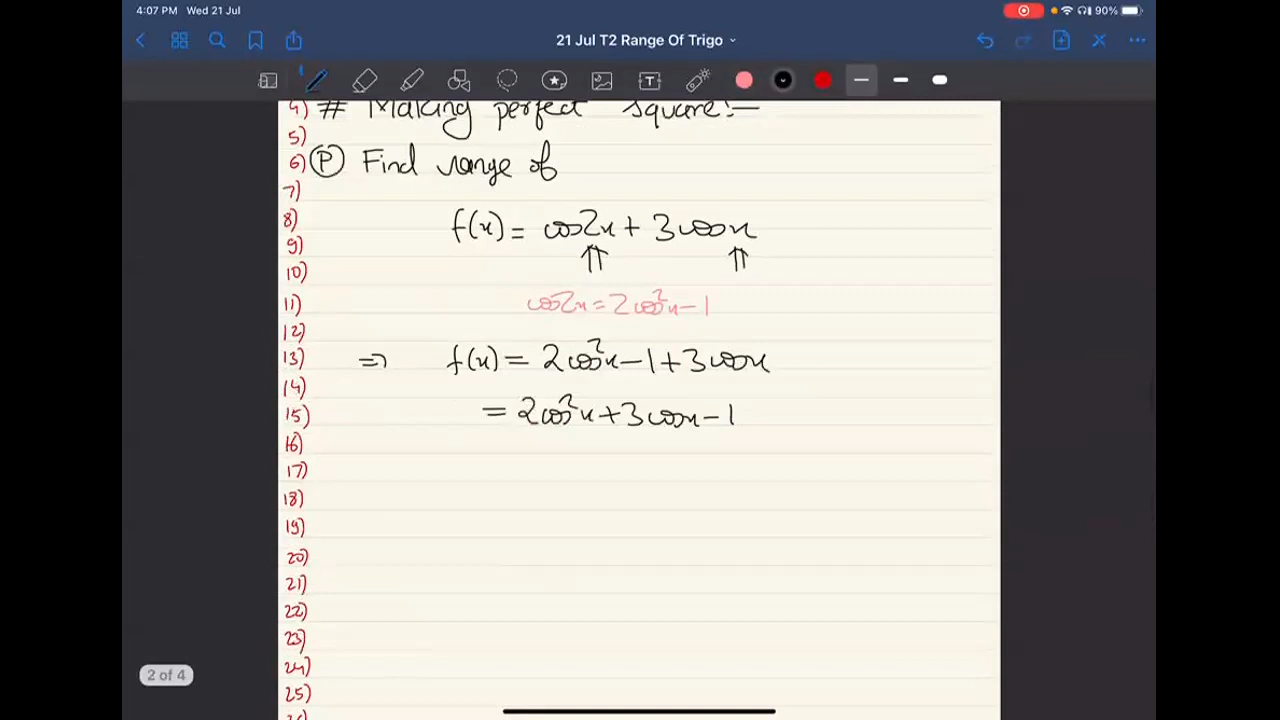 4:07 PM Wed 21 Jul
90%
21 Jul T2 Range Of Trigo
4) # Making perfect square:—
5)
6) (P) Find range of
7)
8) f(x) = cos2x + 3cosx
9)
10)
11) cos2x = 2cos²x - 1
12)
13) => f(x) = 2cos²x - 1 + 3cosx
14)
15) = 2cos²x + 3cosx - 1
16)
17)
18)
19)
20)
21)
22)
23)
24)
2 of 4
25)